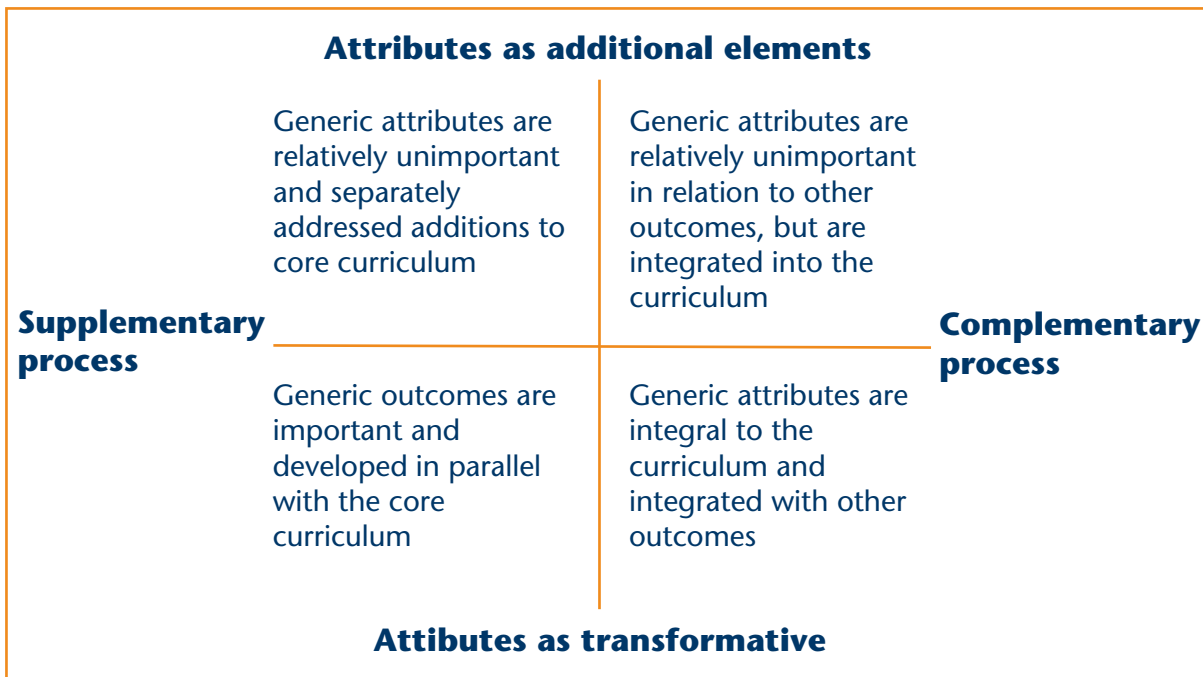 Attributes as additional elements
Generic attributes are
relatively unimportant
and separately
addressed additions to
core curriculum
Generic attributes are
relatively unimportant
in relation to other
outcomes, but are
integrated into the
curriculum
Supplementary
process
Complementary
process
Generic outcomes are
important and
developed in parallel
with the core
curriculum
Generic attributes are
integral to the
curriculum and
integrated with other
outcomes
Attibutes as transformative